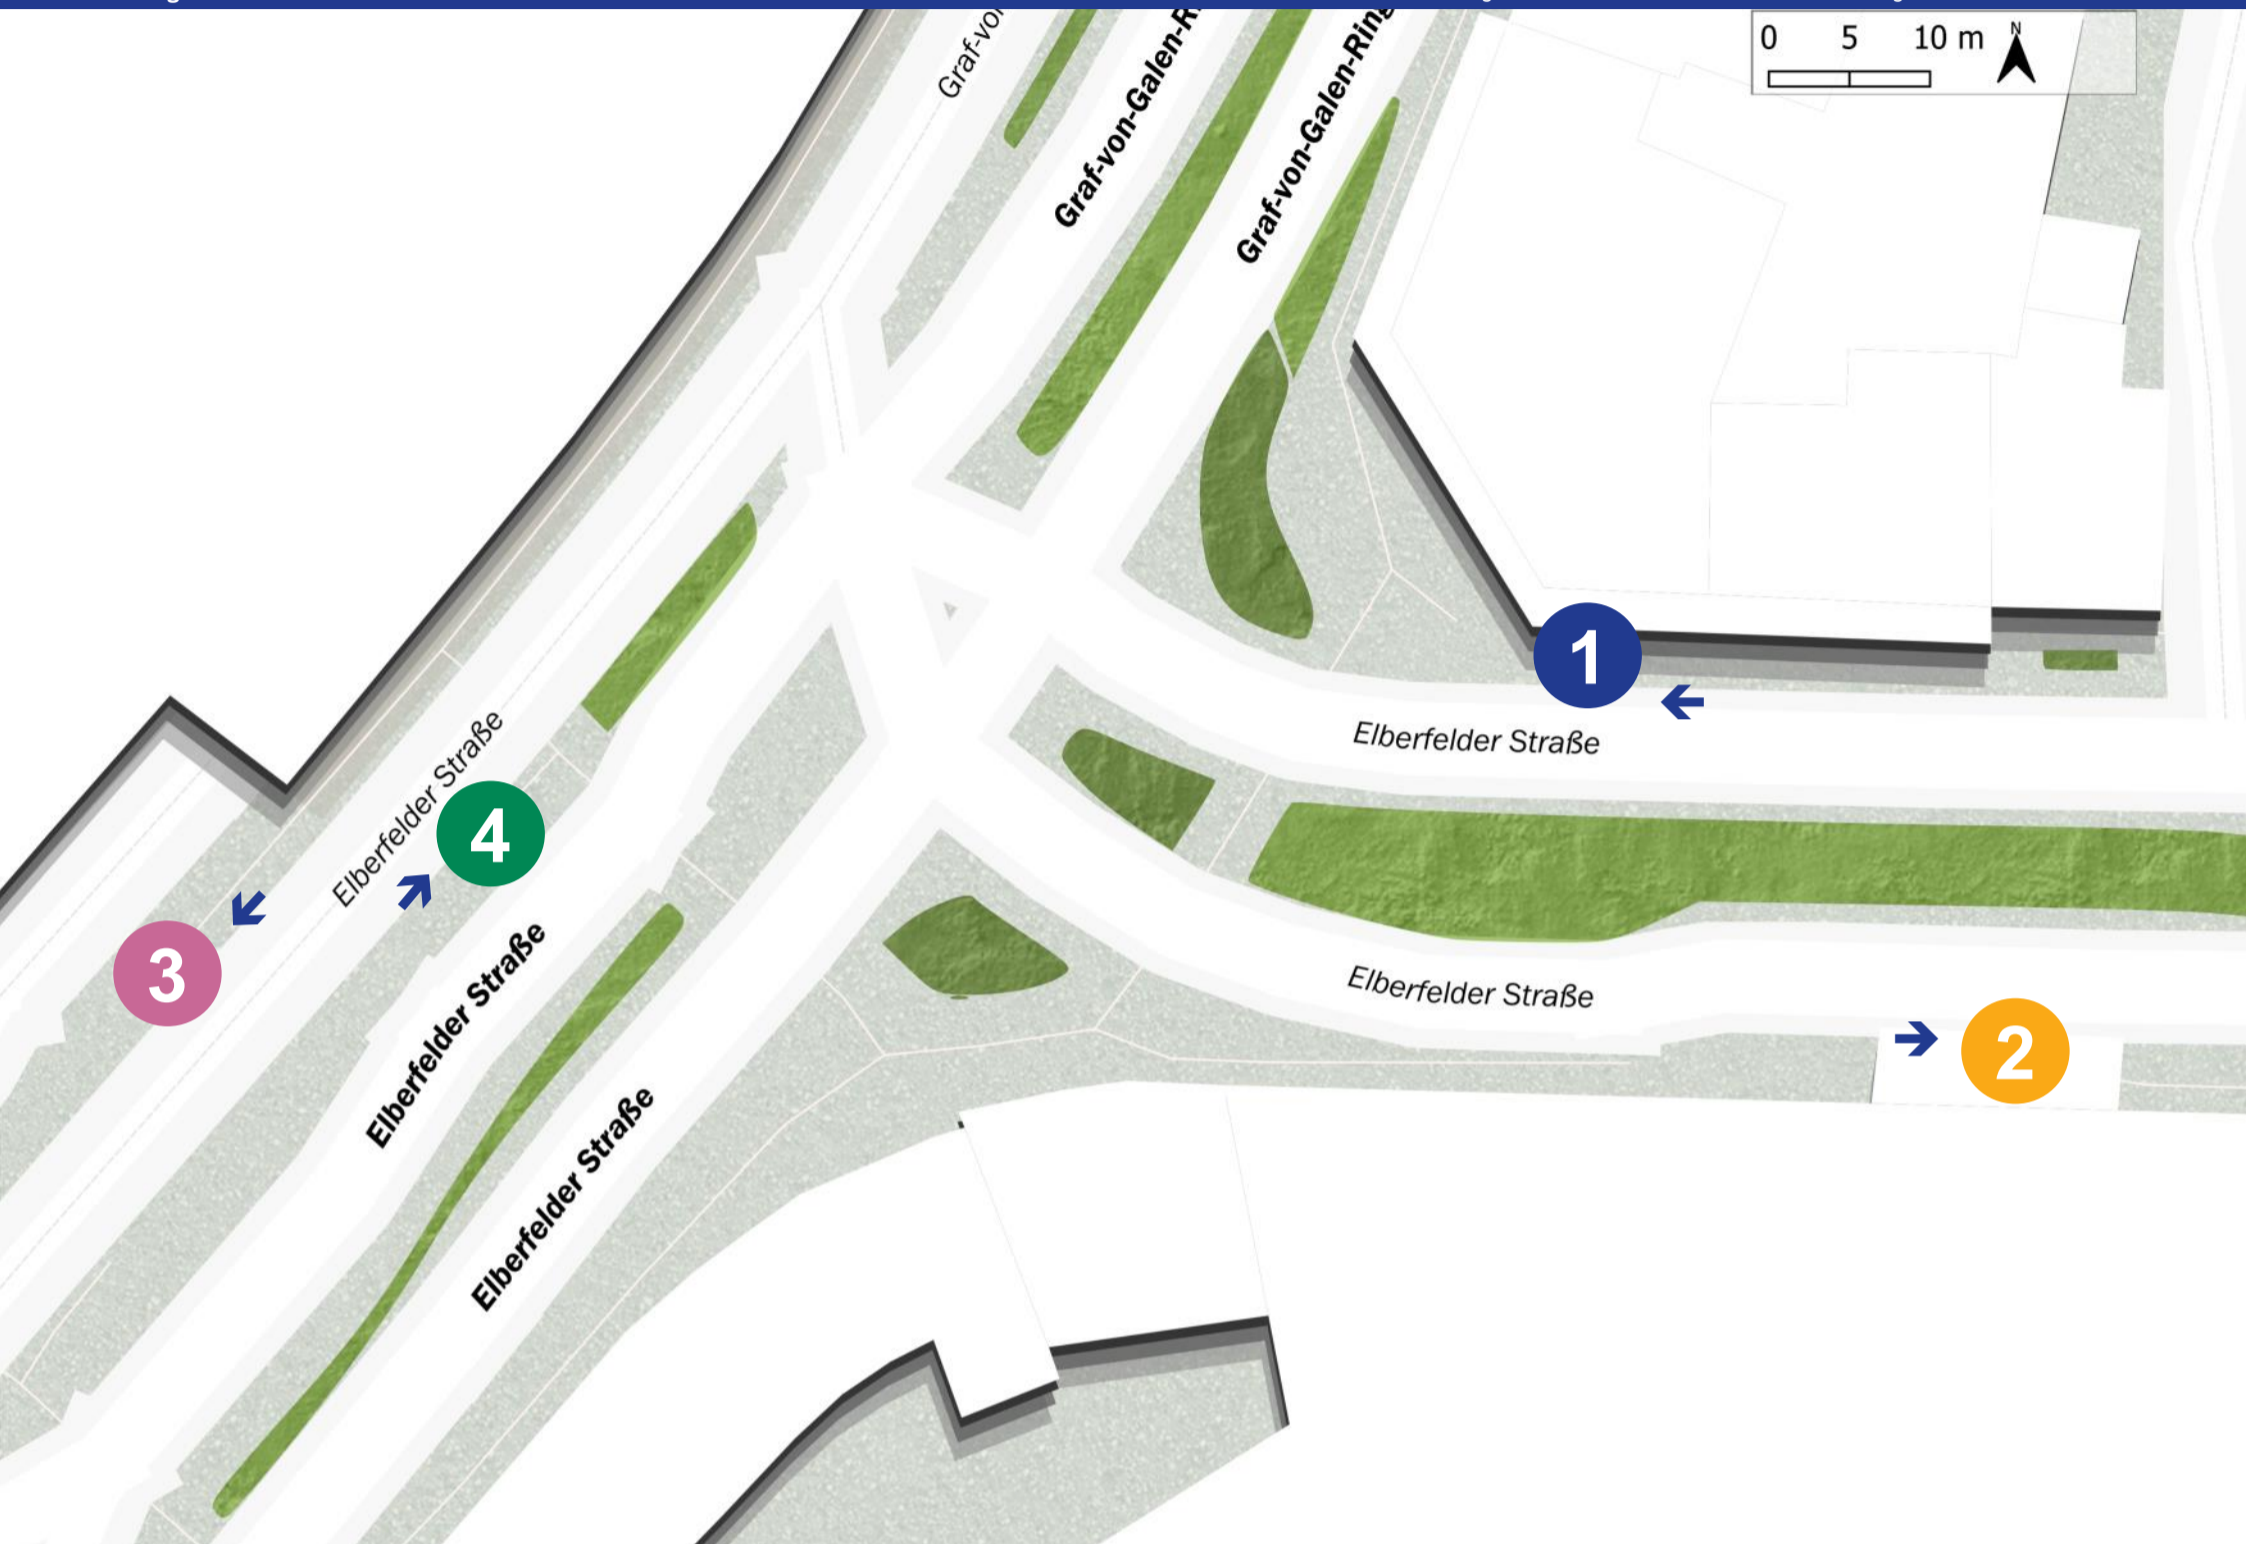 0 5 10 m N
Graf-vo
Graf-von-Galen-R
Graf-von-Galen-Ring
1
Elberfelder Straße
Elberfelder Straße
4
3
Elberfelder Straße
Elberfelder Straße
2
Elberfelder Straße